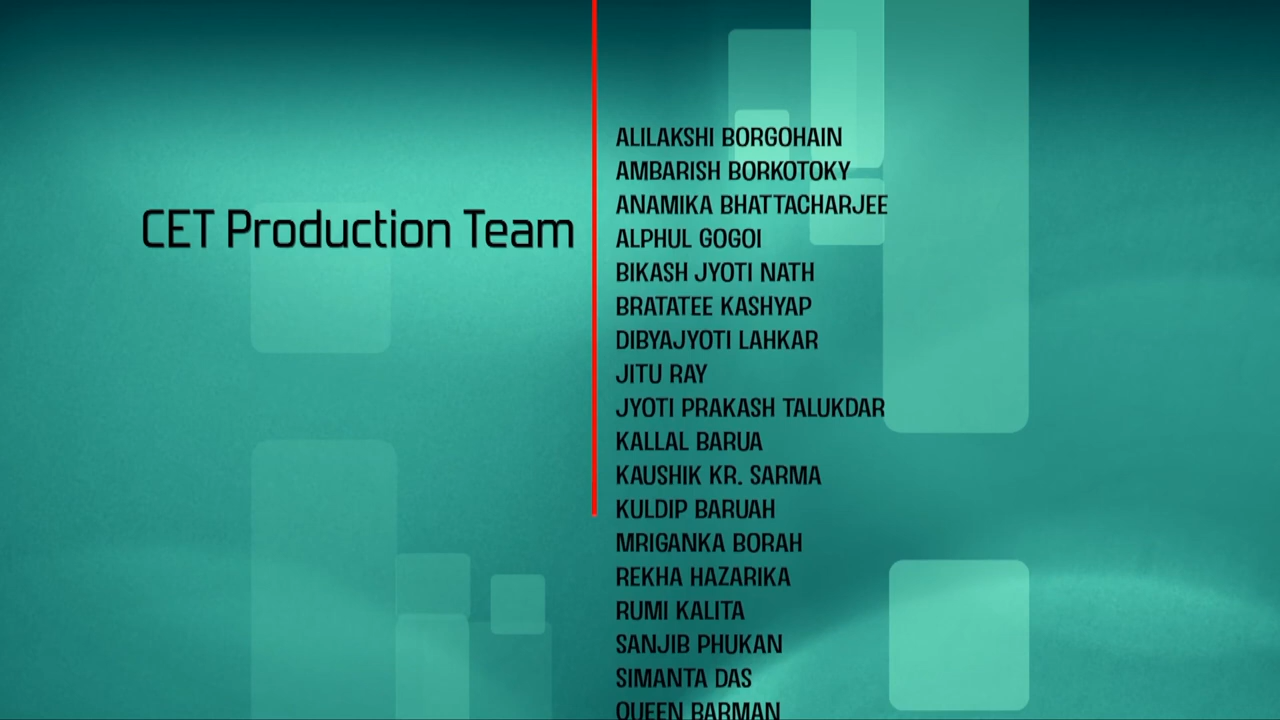 CET Production Team
ALILAKSHI BORGOHAIN
AMBARISH BORKOTOKY
ANAMIKA BHATTACHARJEE
ALPHUL GOGOI
BIKASH JYOTI NATH
BRATATEE KASHYAP
DIBYAJYOTI LAHKAR
JITU RAY
JYOTI PRAKASH TALUKDAR
KALLAL BARUA
KAUSHIK KR. SARMA
KULDIP BARUAH
MRIGANKA BORAH
REKHA HAZARIKA
RUMI KALITA
SANJIB PHUKAN
SIMANTA DAS
QUEEN BARMAN